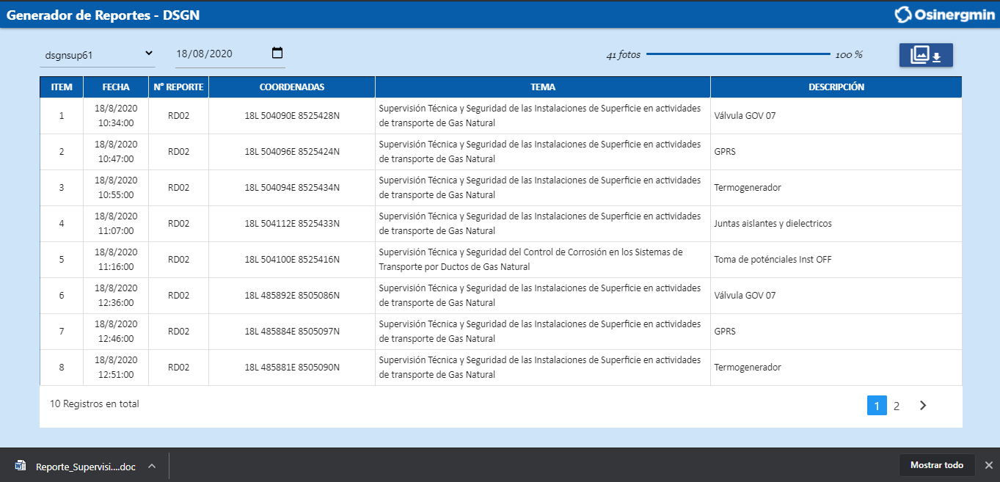 Generador de Reportes - DSGN
Osinergmin
dsgnsup61
18/08/2020
41 fotos
100 %
ITEM FECHA N° REPORTE COORDENADAS TEMA DESCRIPCIÓN
1 18/8/2020 10:34:00 RD02 18L 504090E 8525428N Supervisión Técnica y Seguridad de las Instalaciones de Superficie en actividades de transporte de Gas Natural Válvula GOV 07
2 18/8/2020 10:47:00 RD02 18L 504096E 8525424N Supervisión Técnica y Seguridad de las Instalaciones de Superficie en actividades de transporte de Gas Natural GPRS
3 18/8/2020 10:55:00 RD02 18L 504094E 8525434N Supervisión Técnica y Seguridad de las Instalaciones de Superficie en actividades de transporte de Gas Natural Termogenerador
4 18/8/2020 11:07:00 RD02 18L 504112E 8525433N Supervisión Técnica y Seguridad de las Instalaciones de Superficie en actividades de transporte de Gas Natural Juntas aislantes y dielectricos
5 18/8/2020 11:16:00 RD02 18L 504100E 8525416N Supervisión Técnica y Seguridad del Control de Corrosión en los Sistemas de Transporte por Ductos de Gas Natural Toma de poténciales Inst OFF
6 18/8/2020 12:36:00 RD02 18L 485892E 8505086N Supervisión Técnica y Seguridad de las Instalaciones de Superficie en actividades de transporte de Gas Natural Válvula GOV 07
7 18/8/2020 12:46:00 RD02 18L 485884E 8505097N Supervisión Técnica y Seguridad de las Instalaciones de Superficie en actividades de transporte de Gas Natural GPRS
8 18/8/2020 12:51:00 RD02 18L 485881E 8505090N Supervisión Técnica y Seguridad de las Instalaciones de Superficie en actividades de transporte de Gas Natural Termogenerador
10 Registros en total
1 2
Reporte_Supervisi....doc
Mostrar todo